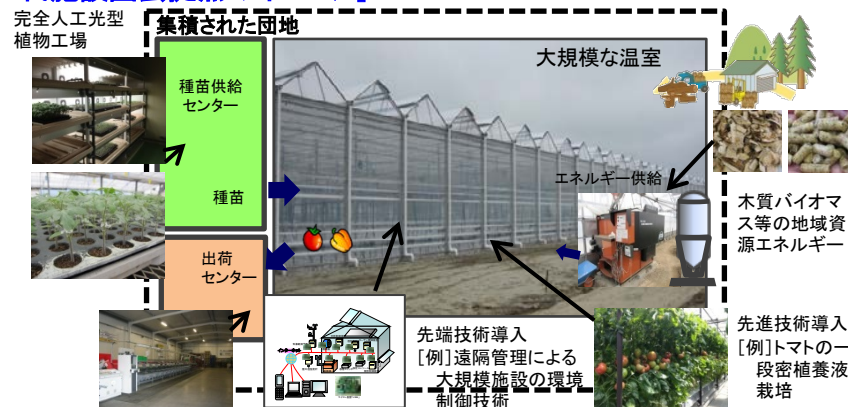 完全人工光型
植物工場
集積された団地
大規模な温室
種苗供給
センター
種苗
エネルギー供給
木質バイオマ
ス等の地域資
源エネルギー
出荷
センター
先端技術導入
[例]遠隔管理による
大規模施設の環境
制御技術
先進技術導入
[例]トマトの一
段密植養液
栽培